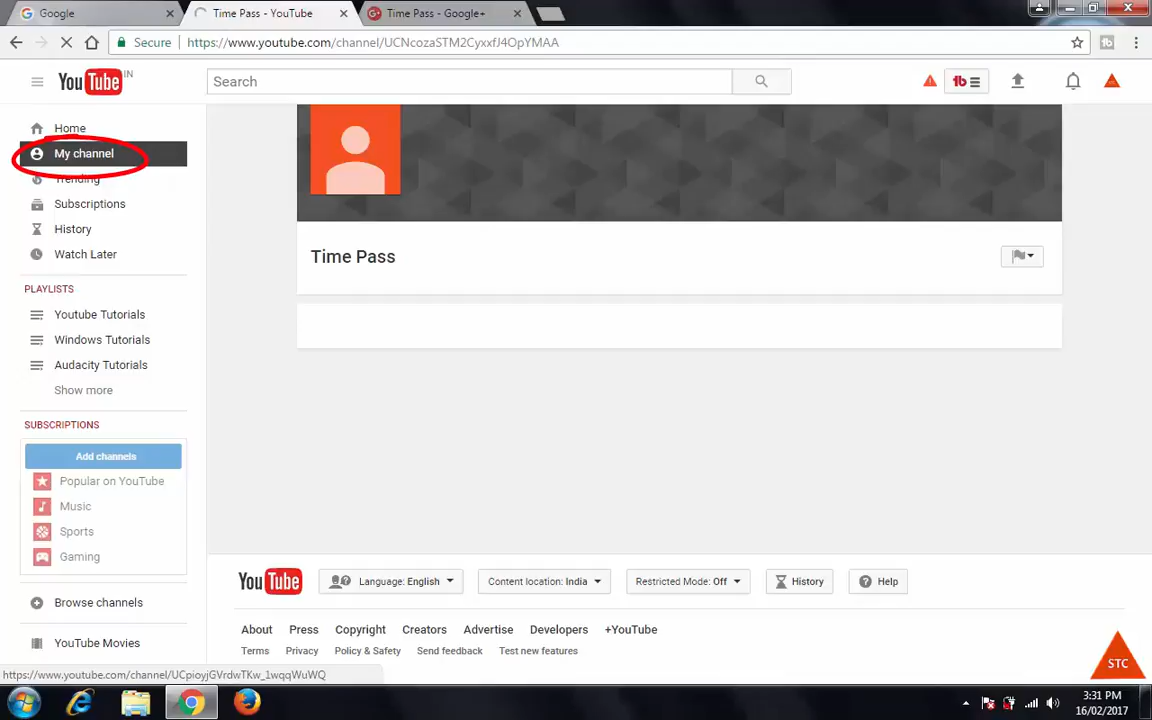 Google
Time Pass - YouTube
Time Pass - Google+
Secure
https://www.youtube.com/channel/UCNcozaSTM2CyxxfJ4OpYMAA
YouTube IN
Search
Home
My channel
Trending
Subscriptions
History
Watch Later
PLAYLISTS
Youtube Tutorials
Windows Tutorials
Audacity Tutorials
Show more
SUBSCRIPTIONS
Add channels
Popular on YouTube
Music
Sports
Gaming
Browse channels
YouTube Movies
Time Pass
YouTube
Language: English
Content location: India
Restricted Mode: Off
History
Help
About Press Copyright Creators Advertise Developers +YouTube
Terms Privacy Policy & Safety Send feedback Test new features
STC
https://www.youtube.com/channel/UCpioyjGVrdwTKw_1wqqWuWQ
3:31 PM
16/02/2017